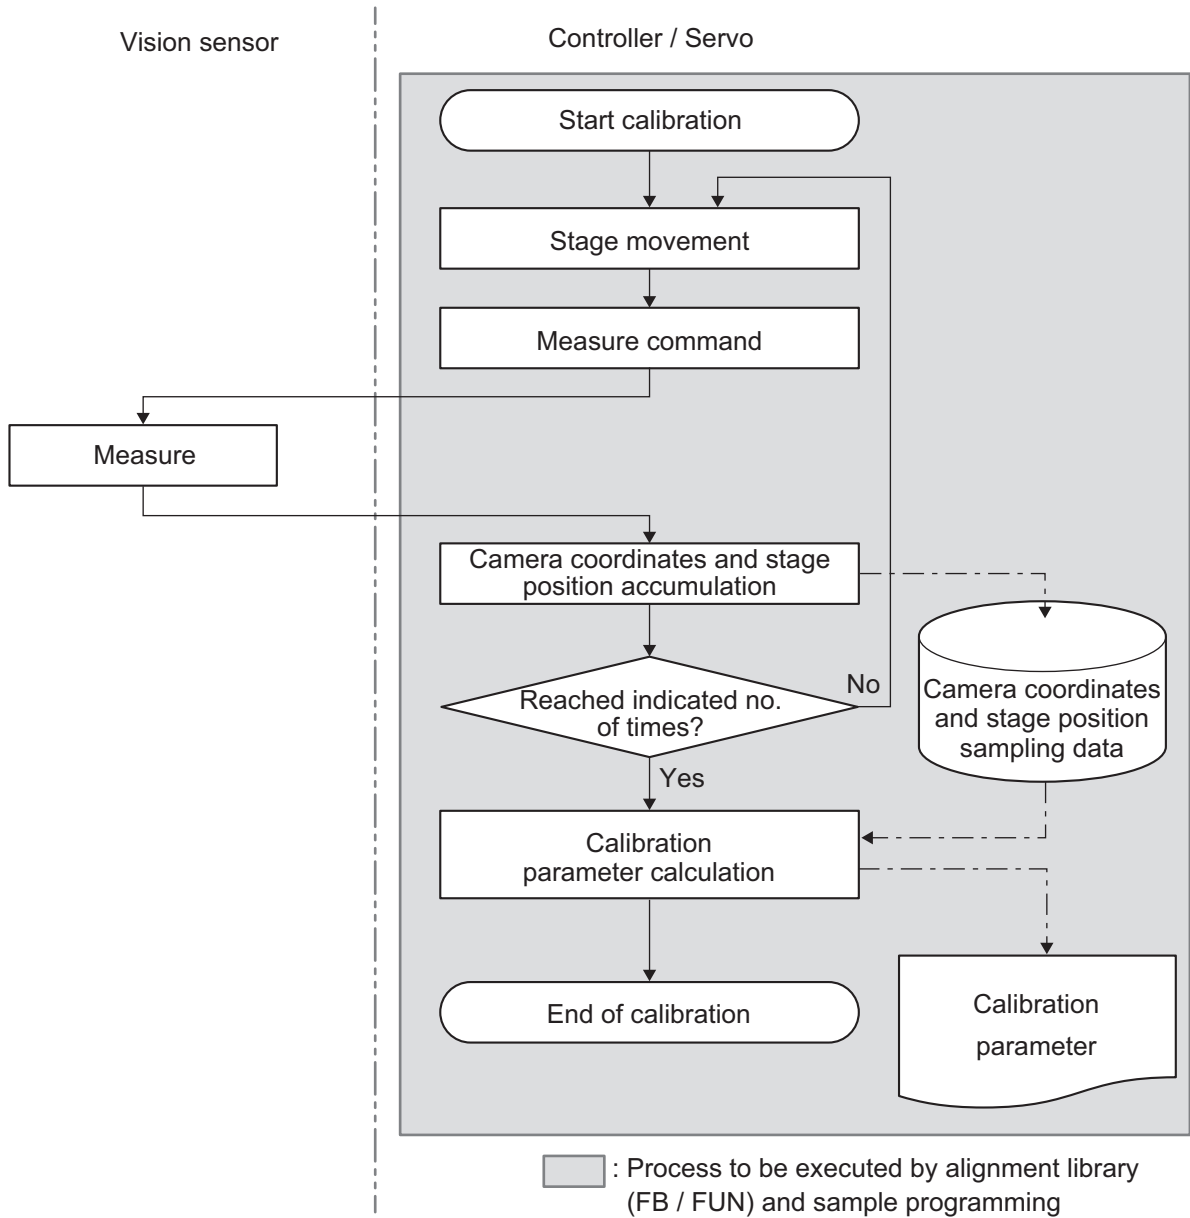 Vision sensor
Controller / Servo
Start calibration
Stage movement
Measure command
Measure
Camera coordinates and stage
position accumulation
Reached indicated no.
of times?
No
Camera coordinates
and stage position
sampling data
Yes
Calibration
parameter calculation
End of calibration
Calibration
parameter
: Process to be executed by alignment library
(FB / FUN) and sample programming